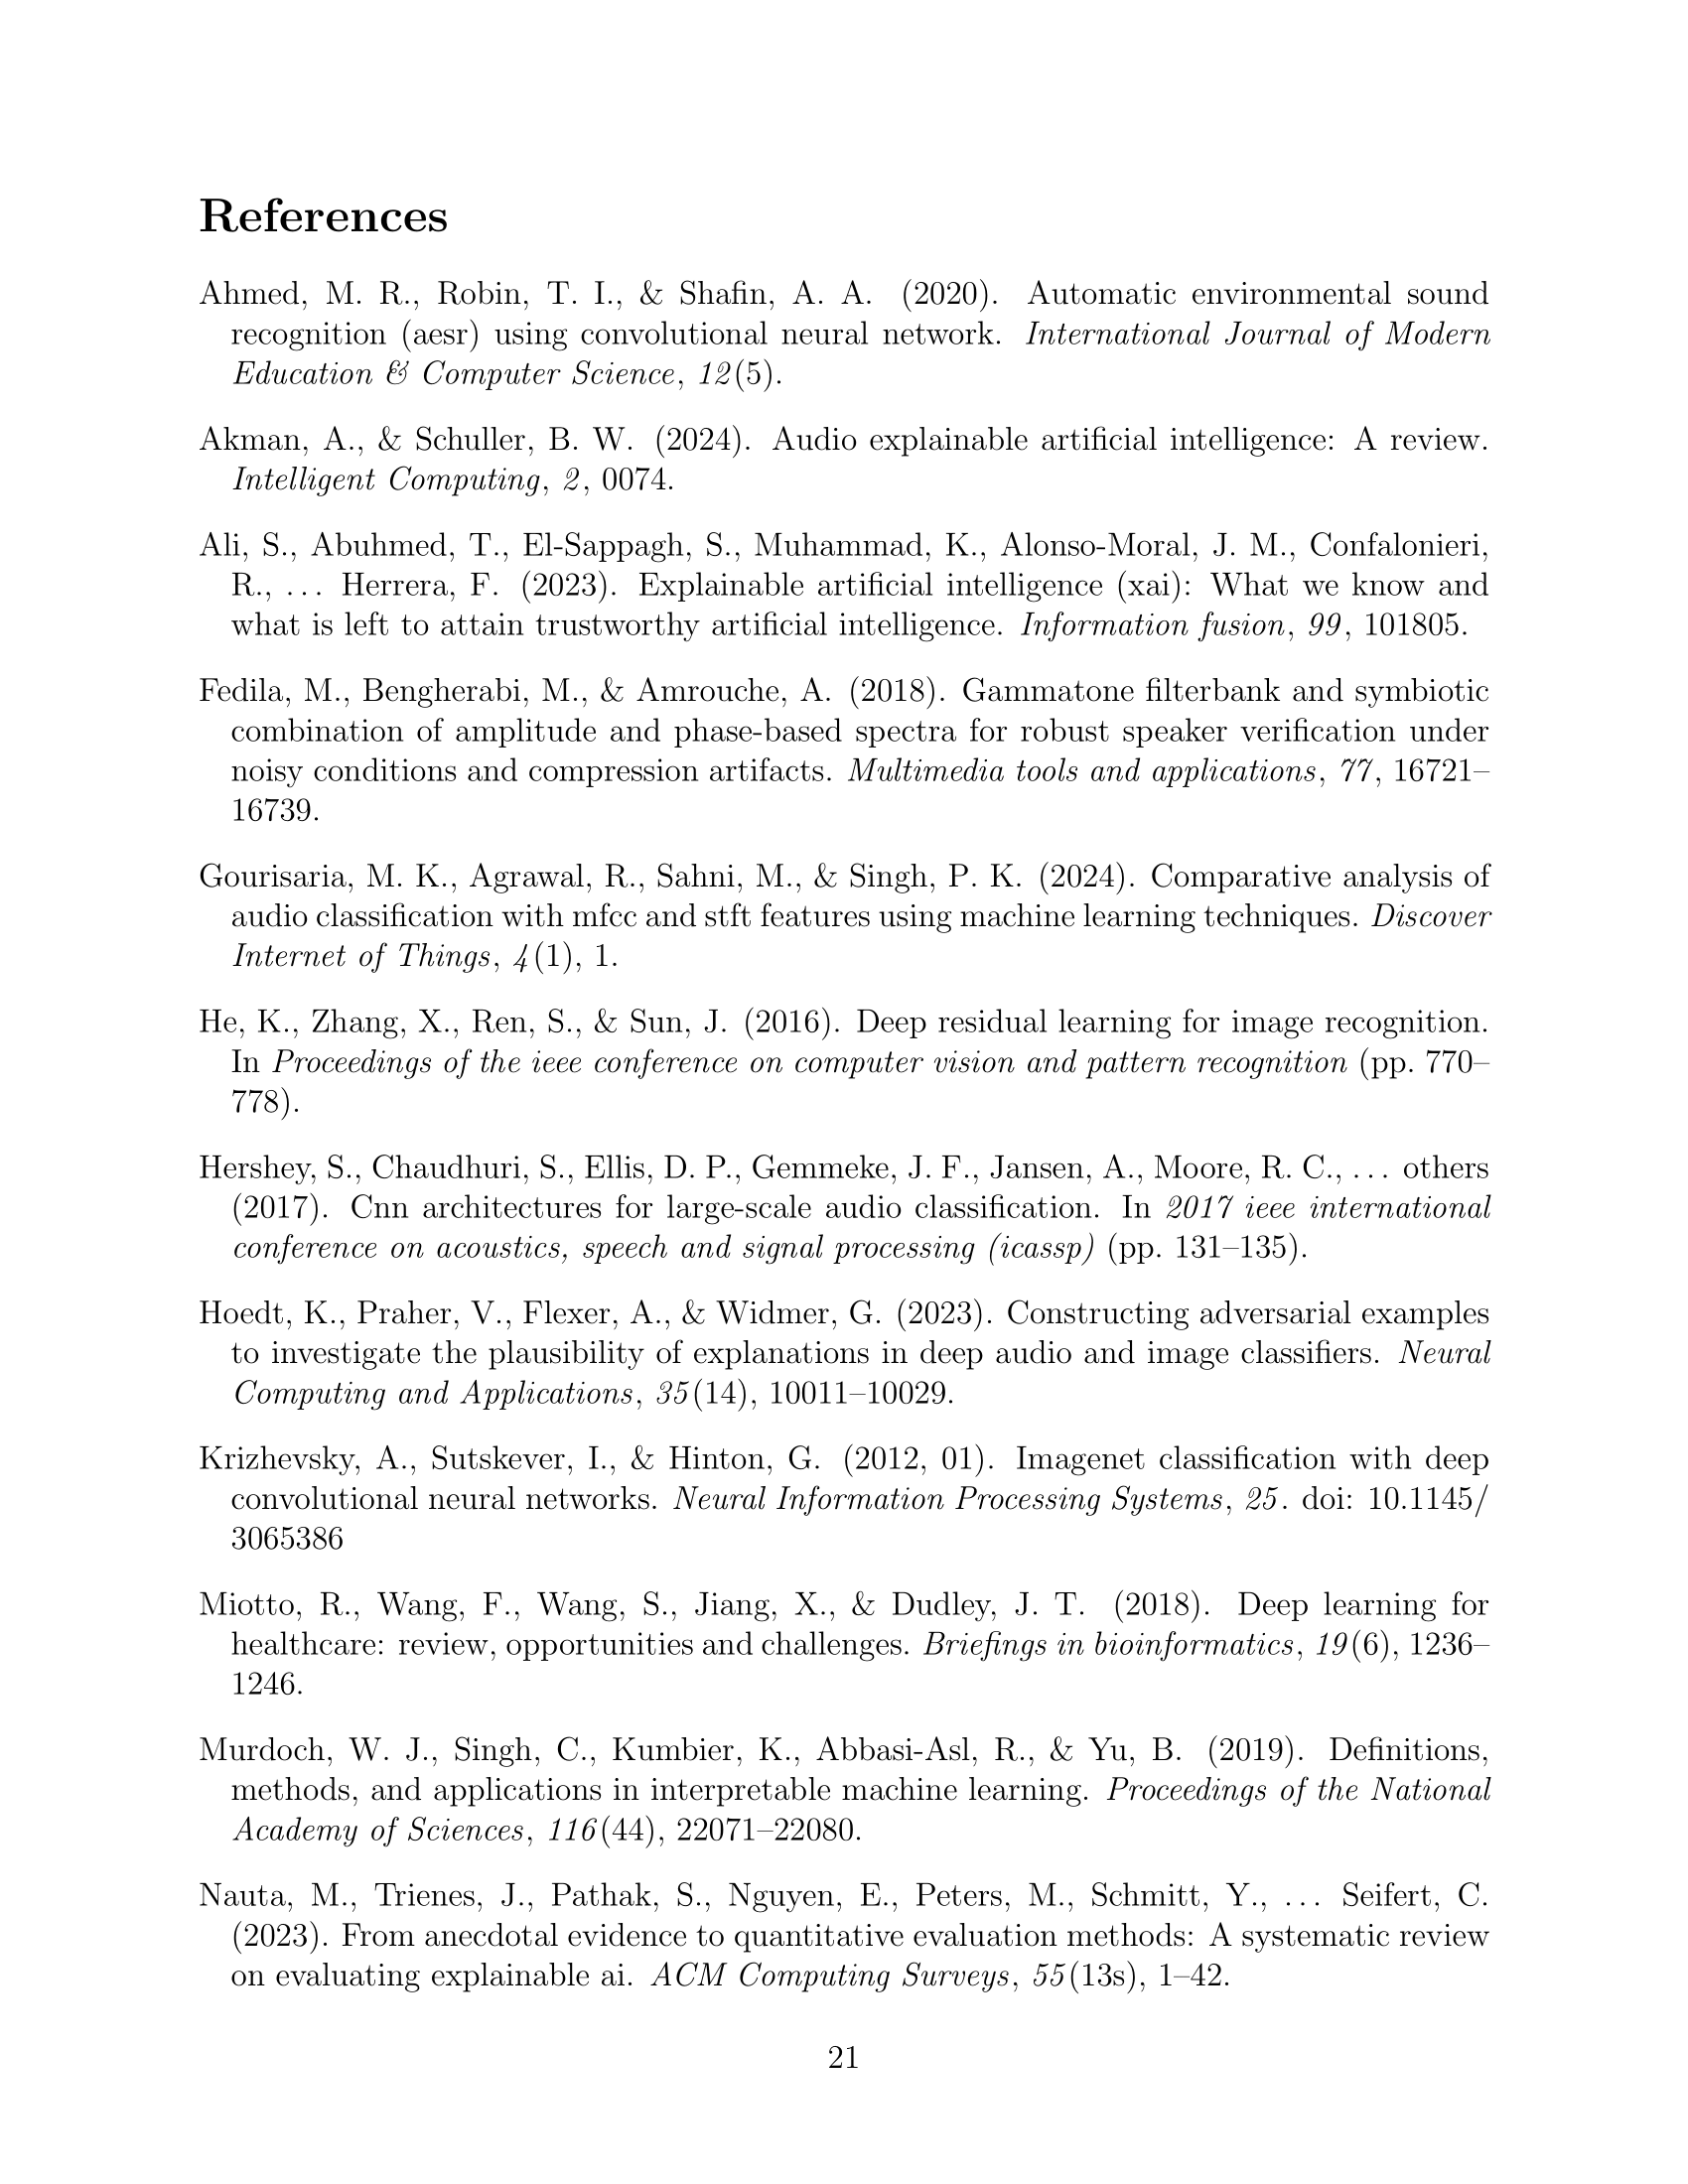 References
Ahmed, M. R., Robin, T. I., & Shafin, A. A. (2020). Automatic environmental sound
recognition (aesr) using convolutional neural network. International Journal of Modern
Education & Computer Science, 12(5).
Akman, A., & Schuller, B. W. (2024). Audio explainable artificial intelligence: A review.
Intelligent Computing, 2, 0074.
Ali, S., Abuhmed, T., El-Sappagh, S., Muhammad, K., Alonso-Moral, J. M., Confalonieri,
R., ... Herrera, F. (2023). Explainable artificial intelligence (xai): What we know and
what is left to attain trustworthy artificial intelligence. Information fusion, 99, 101805.
Fedila, M., Bengherabi, M., & Amrouche, A. (2018). Gammatone filterbank and symbiotic
combination of amplitude and phase-based spectra for robust speaker verification under
noisy conditions and compression artifacts. Multimedia tools and applications, 77, 16721–
16739.
Gourisaria, M. K., Agrawal, R., Sahni, M., & Singh, P. K. (2024). Comparative analysis of
audio classification with mfcc and stft features using machine learning techniques. Discover
Internet of Things, 4(1), 1.
He, K., Zhang, X., Ren, S., & Sun, J. (2016). Deep residual learning for image recognition.
In Proceedings of the ieee conference on computer vision and pattern recognition (pp. 770–
778).
Hershey, S., Chaudhuri, S., Ellis, D. P., Gemmeke, J. F., Jansen, A., Moore, R. C., ... others
(2017). Cnn architectures for large-scale audio classification. In 2017 ieee international
conference on acoustics, speech and signal processing (icassp) (pp. 131–135).
Hoedt, K., Praher, V., Flexer, A., & Widmer, G. (2023). Constructing adversarial examples
to investigate the plausibility of explanations in deep audio and image classifiers. Neural
Computing and Applications, 35(14), 10011–10029.
Krizhevsky, A., Sutskever, I., & Hinton, G. (2012, 01). Imagenet classification with deep
convolutional neural networks. Neural Information Processing Systems, 25. doi: 10.1145/
3065386
Miotto, R., Wang, F., Wang, S., Jiang, X., & Dudley, J. T. (2018). Deep learning for
healthcare: review, opportunities and challenges. Briefings in bioinformatics, 19(6), 1236–
1246.
Murdoch, W. J., Singh, C., Kumbier, K., Abbasi-Asl, R., & Yu, B. (2019). Definitions,
methods, and applications in interpretable machine learning. Proceedings of the National
Academy of Sciences, 116(44), 22071–22080.
Nauta, M., Trienes, J., Pathak, S., Nguyen, E., Peters, M., Schmitt, Y., ... Seifert, C.
(2023). From anecdotal evidence to quantitative evaluation methods: A systematic review
on evaluating explainable ai. ACM Computing Surveys, 55(13s), 1–42.
21